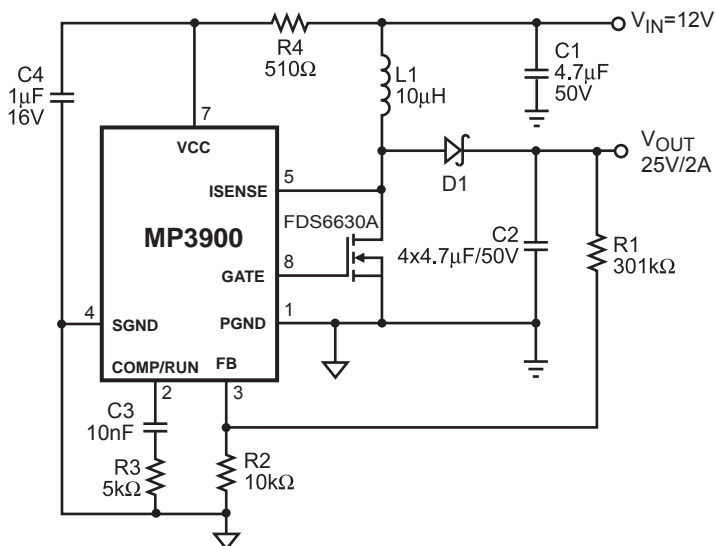 V_IN=12V
C4
1μF
16V
R4
510Ω
L1
10μH
C1
4.7μF
50V
7
VCC
V_OUT
25V/2A
5
ISENSE
D1
FDS6630A
MP3900
C2
4x4.7μF/50V
R1
301kΩ
8
GATE
4
SGND
1
PGND
COMP/RUN
FB
2
3
C3
10nF
R3
5kΩ
R2
10kΩ